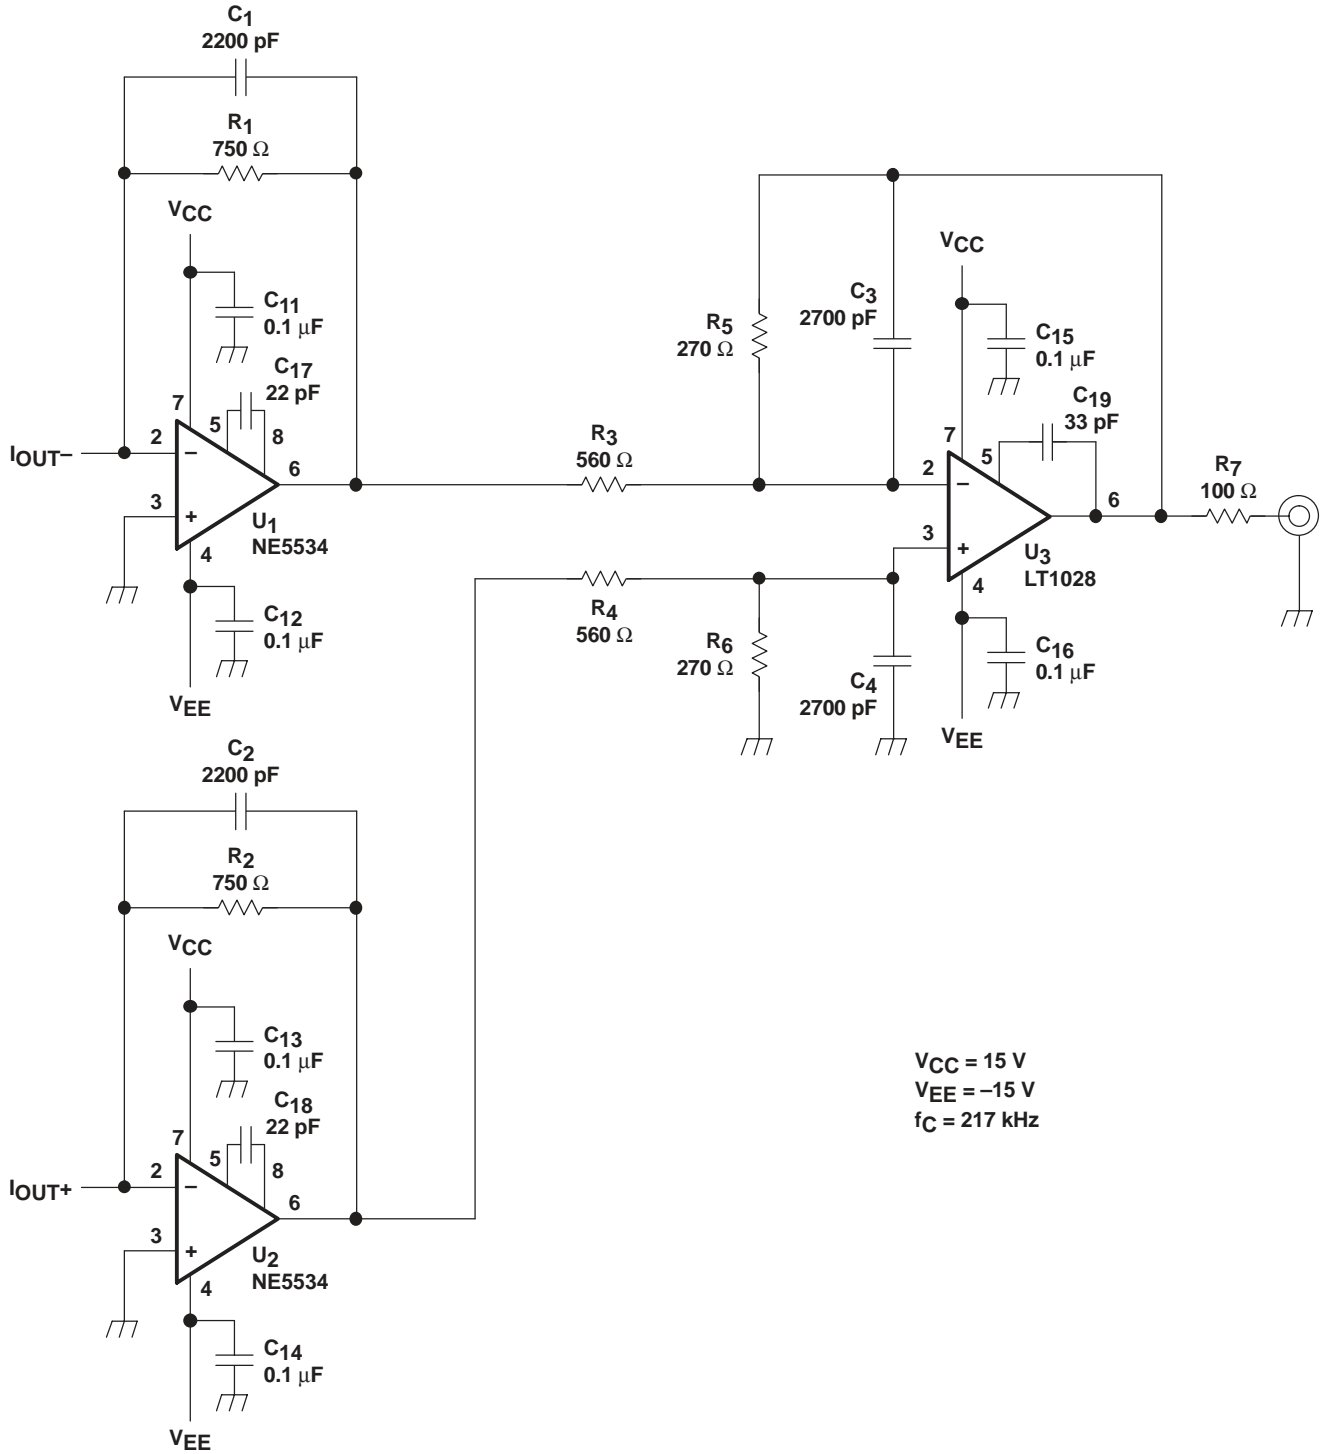 C1
2200 pF
R1
750 Ω
VCC
C11
0.1 μF
C17
22 pF
7
5
8
2
–
6
IOUT–
3
+
U1
NE5534
4
C12
0.1 μF
VEE
R3
560 Ω
R5
270 Ω
C3
2700 pF
VCC
C15
0.1 μF
C19
33 pF
7
5
2
–
6
R7
100 Ω
3
+
U3
LT1028
4
R4
560 Ω
R6
270 Ω
C4
2700 pF
C16
0.1 μF
VEE
C2
2200 pF
R2
750 Ω
VCC
C13
0.1 μF
C18
22 pF
7
5
8
2
–
6
IOUT+
3
+
U2
NE5534
4
C14
0.1 μF
VEE
VCC = 15 V
VEE = –15 V
fC = 217 kHz